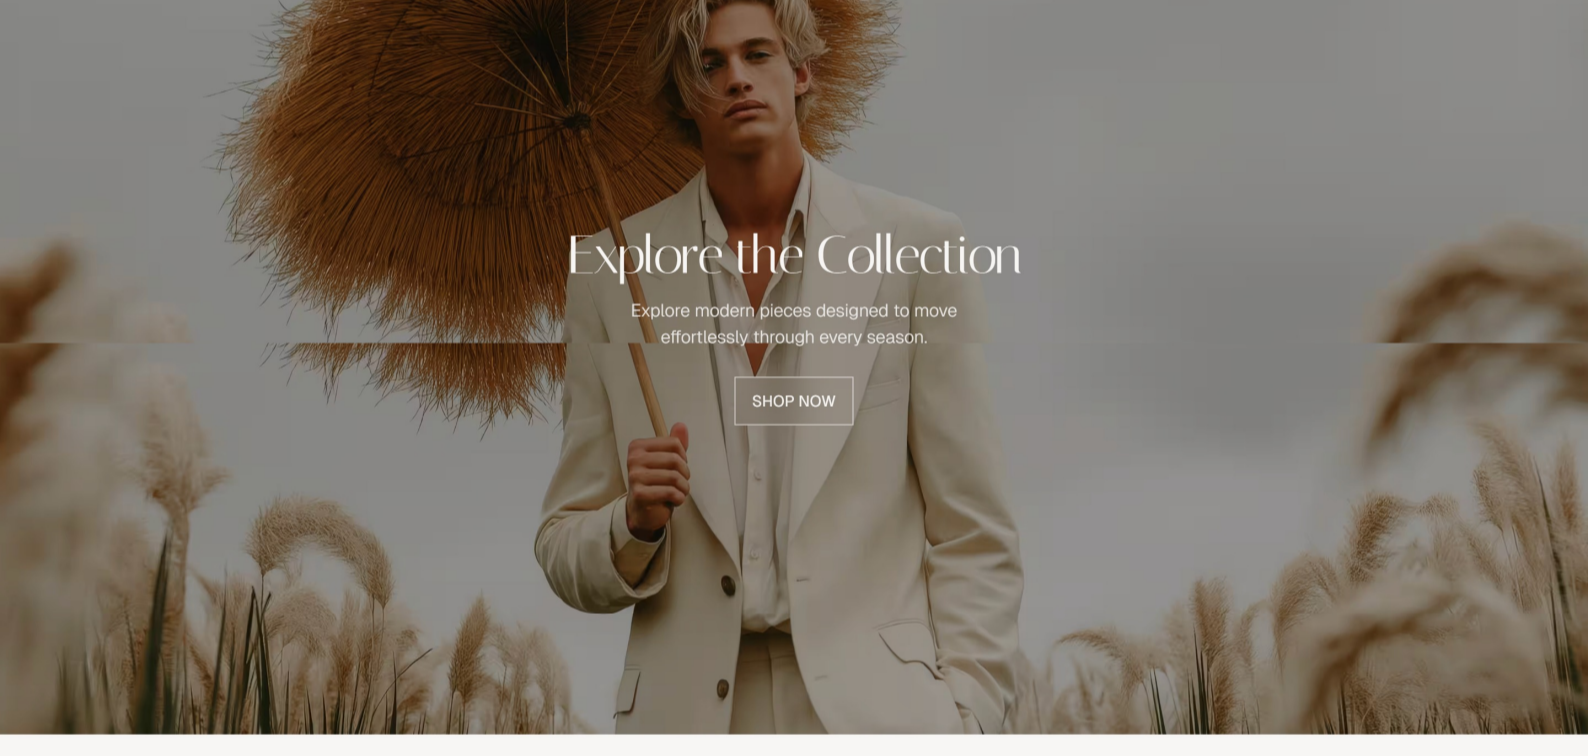 Explore the Collection
Explore modern pieces designed to move
effortlessly through every season.
SHOP NOW